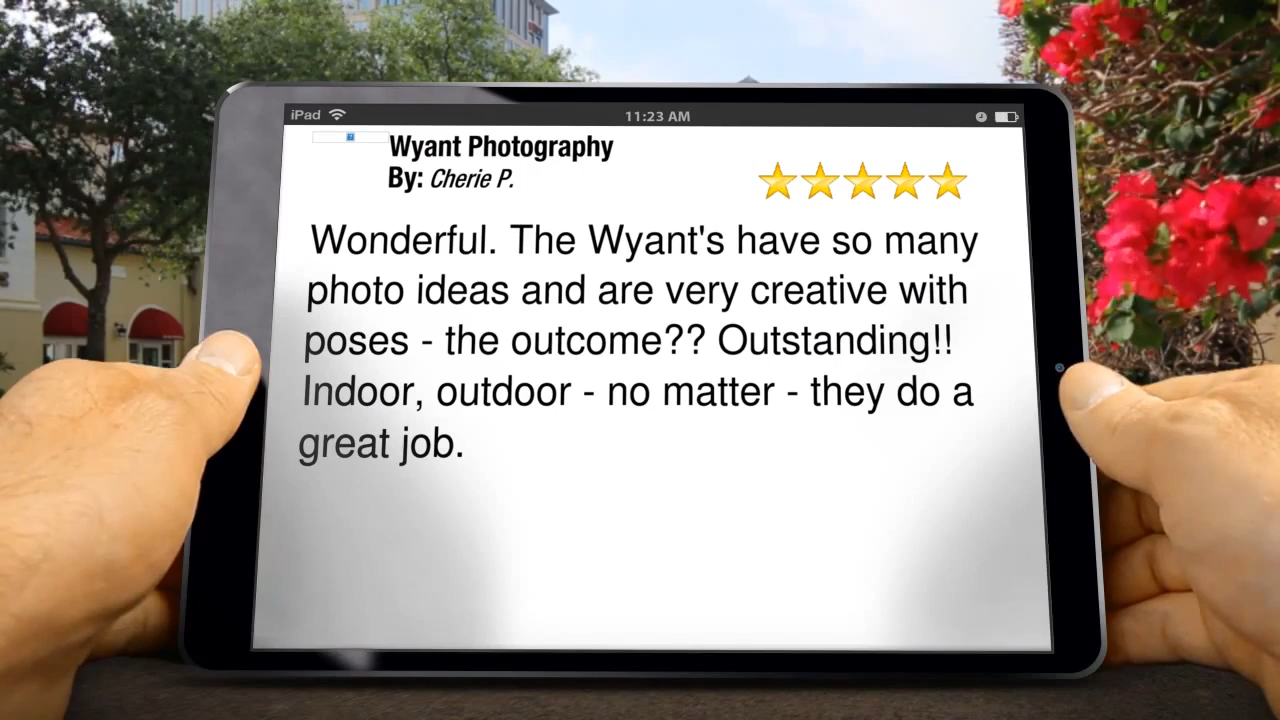 iPad 11:23 AM
Wyant Photography
By: Cherie P.
Wonderful. The Wyant's have so many
photo ideas and are very creative with
poses - the outcome?? Outstanding!!
Indoor, outdoor - no matter - they do a
great job.